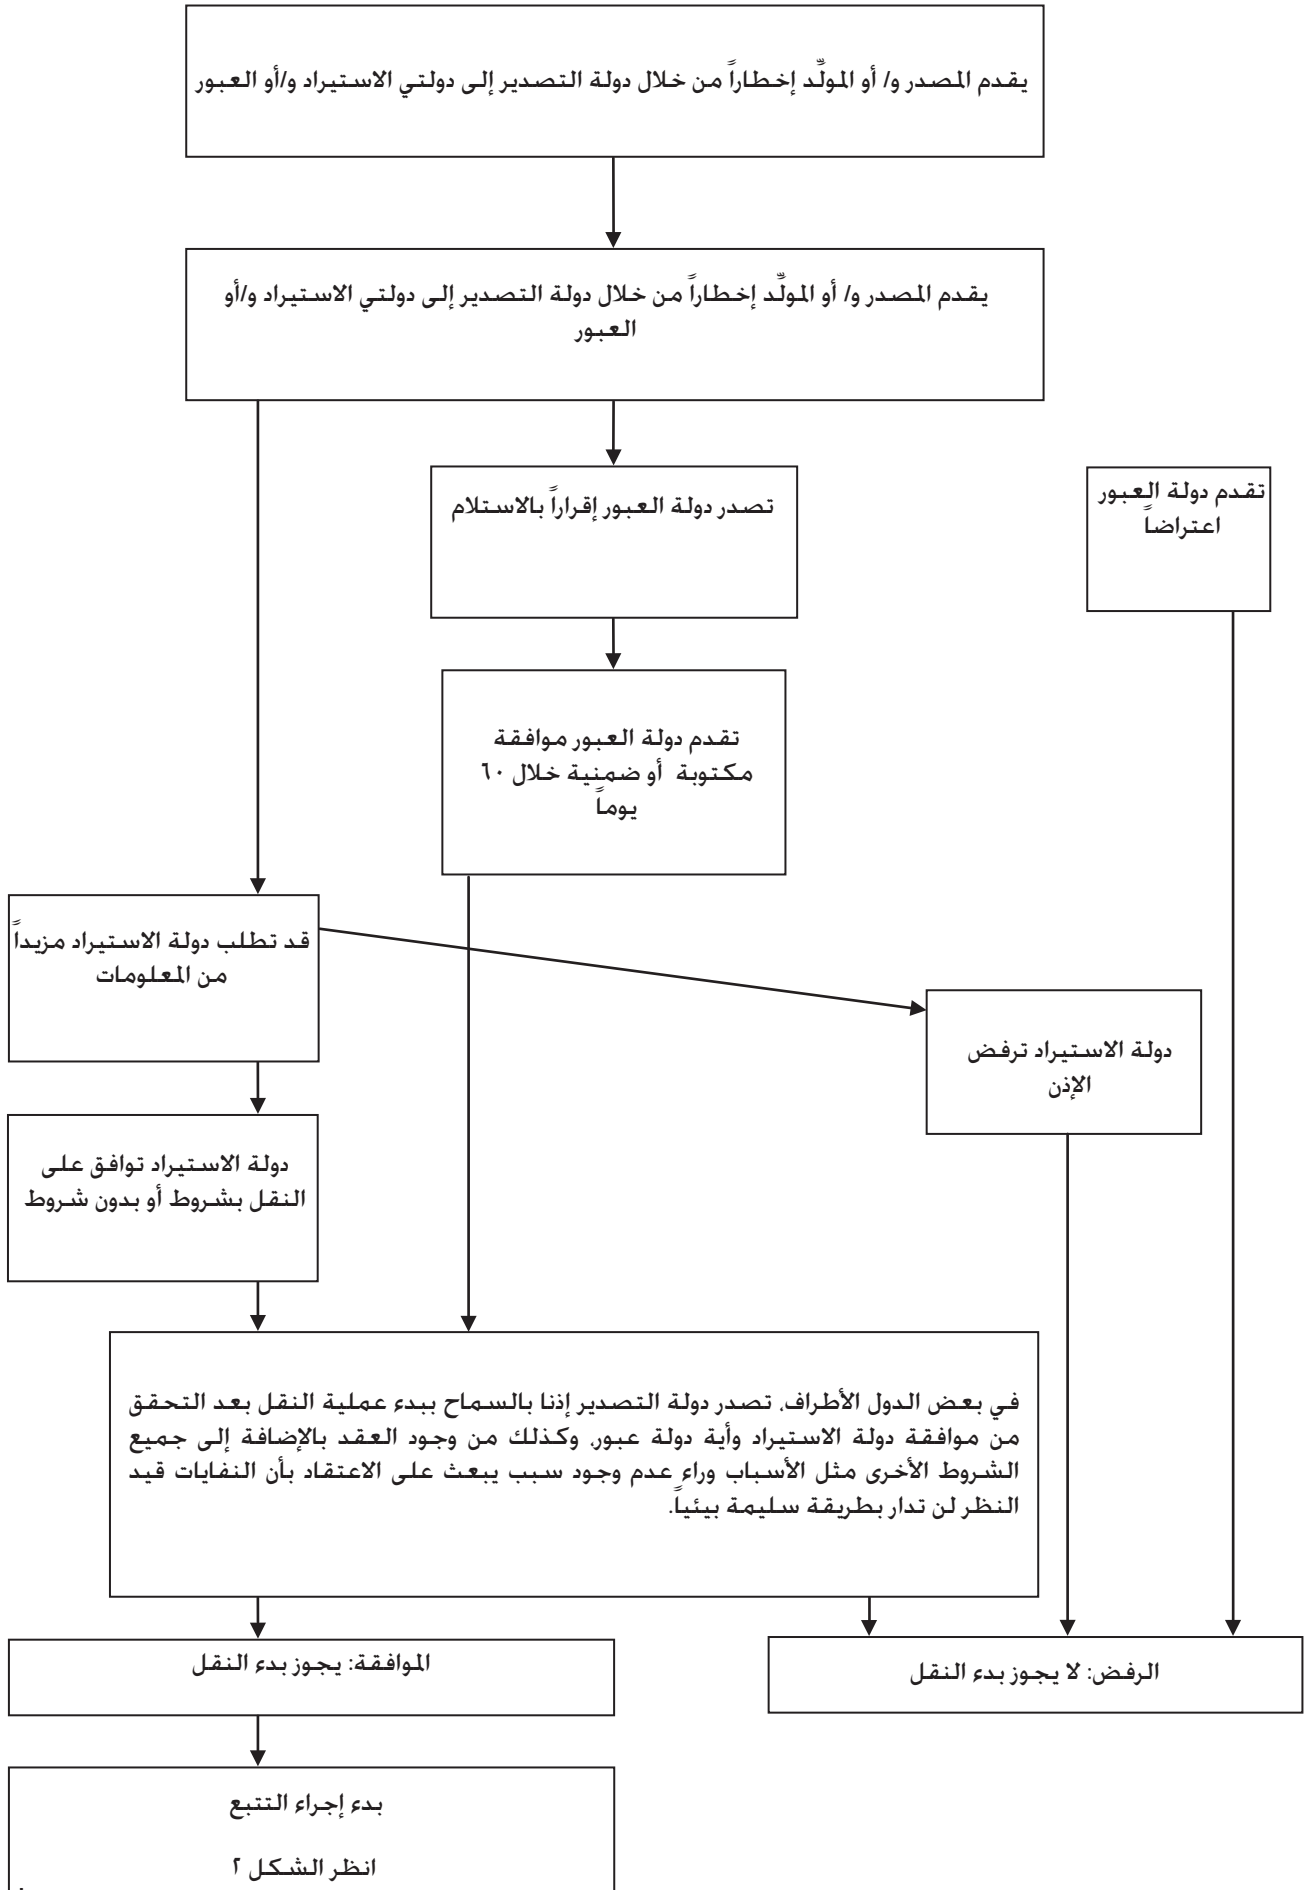 يقدم المصدر و/ أو المولِّد إخطاراً من خلال دولة التصدير إلى دولتي الاستيراد و/أو العبور
يقدم المصدر و/ أو المولِّد إخطاراً من خلال دولة التصدير إلى دولتي الاستيراد و/أو
العبور
تقدم دولة العبور
اعتراضاً
تصدر دولة العبور إقراراً بالاستلام
تقدم دولة العبور موافقة
مكتوبة أو ضمنية خلال ٦٠
يوماً
قد تطلب دولة الاستيراد مزيداً
من المعلومات
دولة الاستيراد ترفض
الإذن
دولة الاستيراد توافق على
النقل بشروط أو بدون شروط
في بعض الدول الأطراف، تصدر دولة التصدير إذنا بالسماح ببدء عملية النقل بعد التحقق
من موافقة دولة الاستيراد وأية دولة عبور، وكذلك من وجود العقد بالإضافة إلى جميع
الشروط الأخرى مثل الأسباب وراء عدم وجود سبب يبعث على الاعتقاد بأن النفايات قيد
النظر لن تدار بطريقة سليمة بيئياً.
الموافقة: يجوز بدء النقل
الرفض: لا يجوز بدء النقل
بدء إجراء التتبع
انظر الشكل ٢